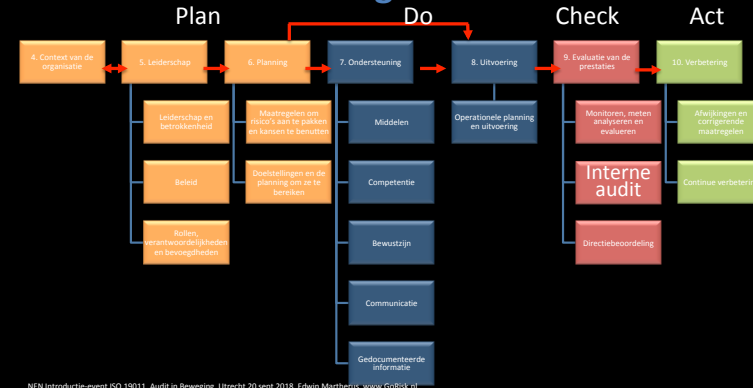 Plan
Do
Check
Act
4. Context van de
organisatie
5. Leiderschap
6. Planning
7. Ondersteuning
8. Uitvoering
9. Evaluatie van de
prestaties
10. Verbetering
Leiderschap en
betrokkenheid
Maatregelen om
risico's aan te pakken
en kansen te benutten
Middelen
Operationele planning
en uitvoering
Monitoren, meten
analyseren en
evalueren
Afwijkingen en
corrigerende
maatregelen
Beleid
Doelstellingen en de
planning om ze te
bereiken
Competentie
Interne
audit
Continue verbetering
Rollen,
verantwoordelijkheden
en bevoegdheden
Bewustzijn
Directiebeoordeling
Communicatie
Gedocumenteerde
informatie
NEN Introductie-event ISO 19011, Audit in Beweging, Utrecht 20 sept 2018, Edwin Martherus, www.GoRisk.nl